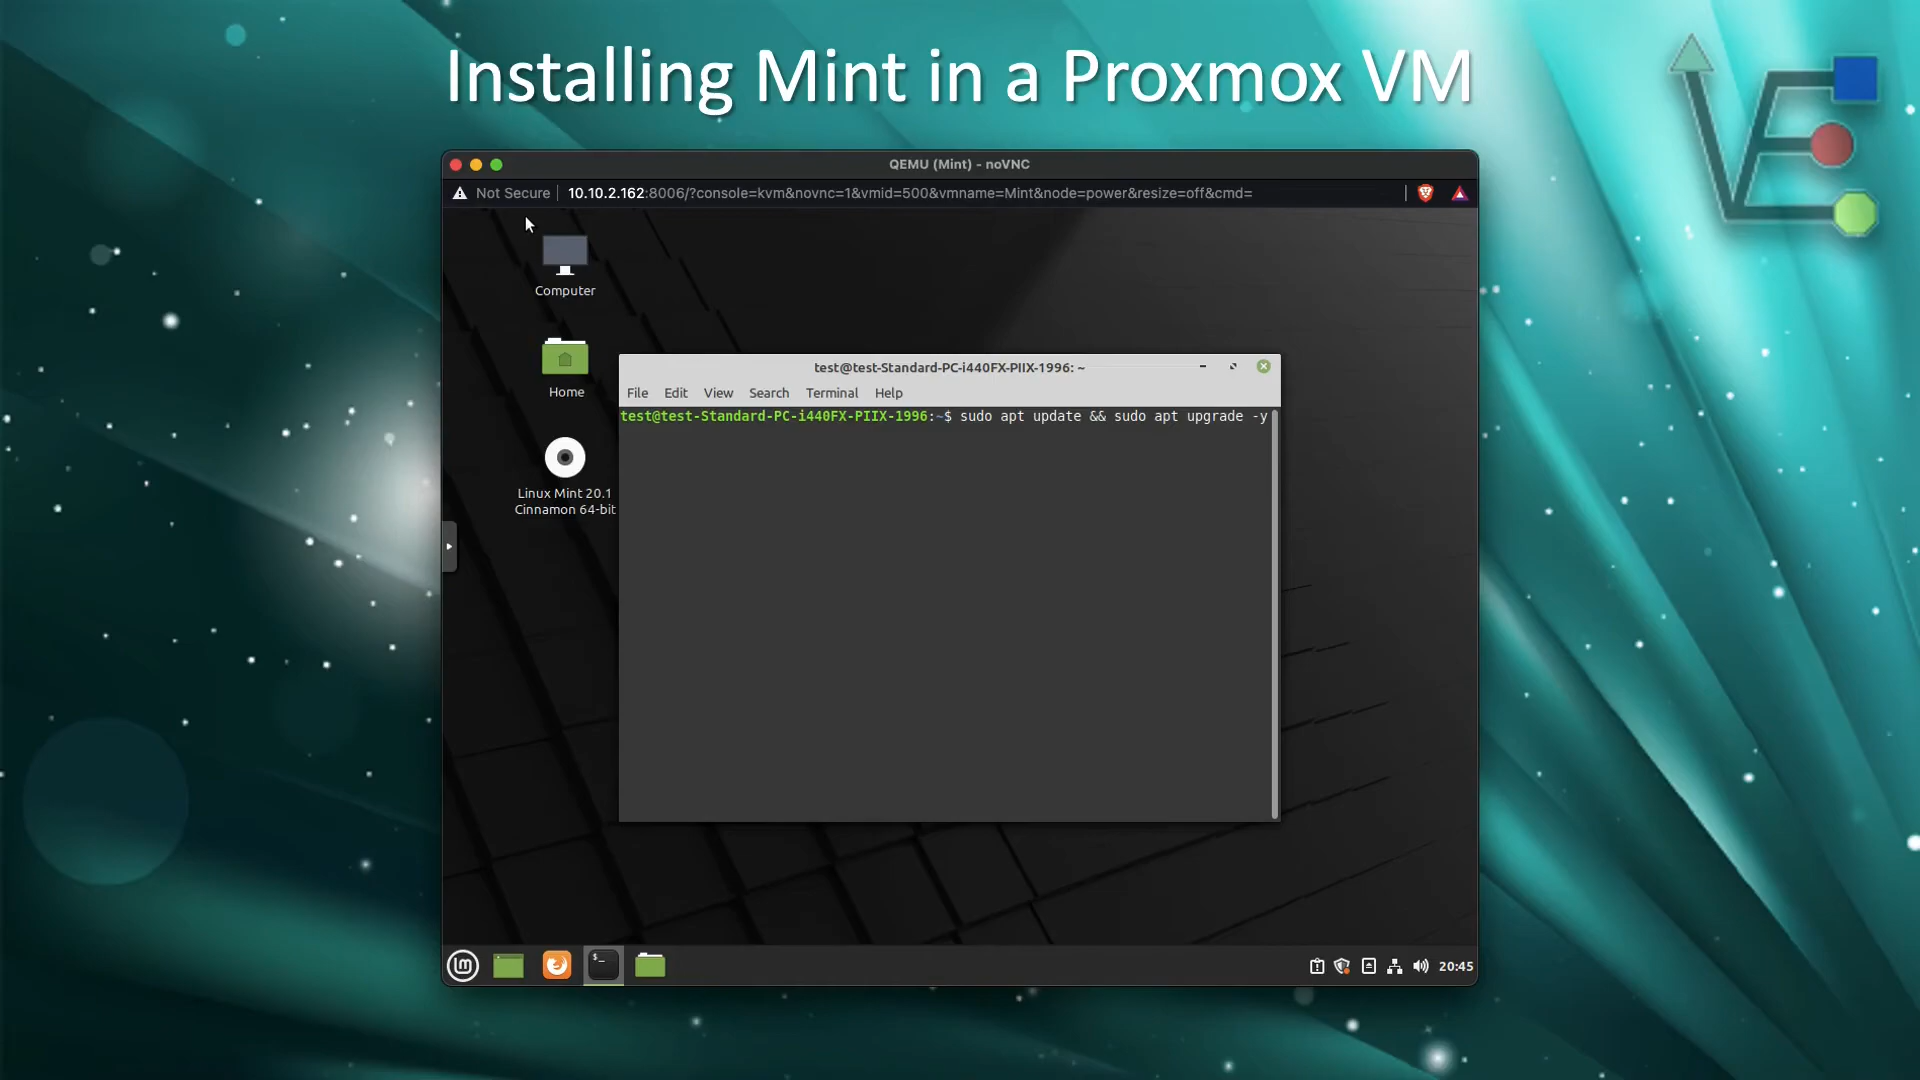 Installing Mint in a Proxmox VM
QEMU (Mint) - noVNC
Not Secure 10.10.2.162:8006/?console=kvm&novnc=1&vmid=500&vmname=Mint&node=power&resize=off&cmd=
Computer
Home
Linux Mint 20.1
Cinnamon 64-bit
test@test-Standard-PC-i440FX-PIIX-1996: ~
File Edit View Search Terminal Help
test@test-Standard-PC-i440FX-PIIX-1996:~$ sudo apt update && sudo apt upgrade -y
20:45